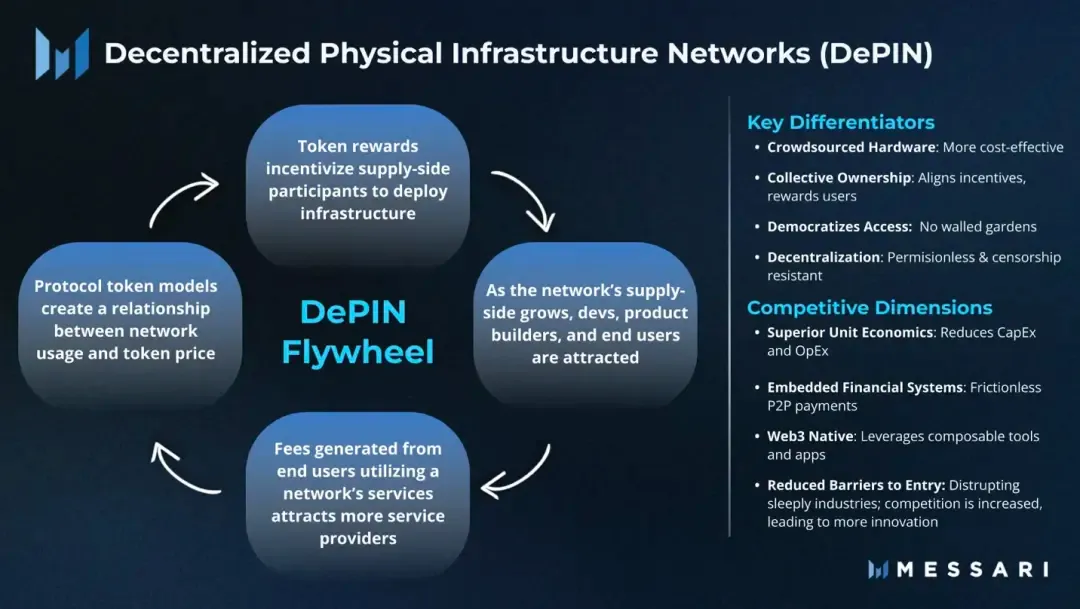 Decentralized Physical Infrastructure Networks (DePIN)
Token rewards
incentivize supply-side
participants to deploy
infrastructure
As the network’s supply-
side grows, devs, product
builders, and end users
are attracted
Fees generated from
end users utilizing a
network’s services
attracts more service
providers
Protocol token models
create a relationship
between network
usage and token price
DePIN
Flywheel
Key Differentiators
• Crowdsourced Hardware: More cost-effective
• Collective Ownership: Aligns incentives,
rewards users
• Democratizes Access: No walled gardens
• Decentralization: Permisionless & censorship
resistant
Competitive Dimensions
• Superior Unit Economics: Reduces CapEx
and OpEx
• Embedded Financial Systems: Frictionless
P2P payments
• Web3 Native: Leverages composable tools
and apps
• Reduced Barriers to Entry: Distrupting
sleeply industries; competition is increased,
leading to more innovation
MESSARI